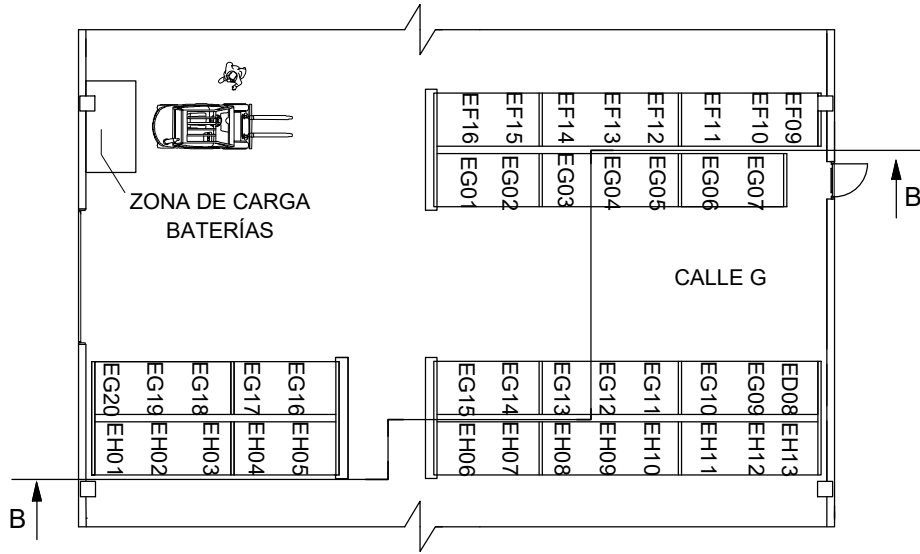 EF16 EF15 EF14 EF13 EF12 EF11 EF10 EF09
EG01 EG02 EG03 EG04 EG05 EG06 EG07
B
ZONA DE CARGA
BATERÍAS
CALLE G
EG20 EG19 EG18 EG17 EG16
EG15 EG14 EG13 EG12 EG11 EG10 EG09 ED08
EH01 EH02 EH03 EH04 EH05
EH06 EH07 EH08 EH09 EH10 EH11 EH12 EH13
B